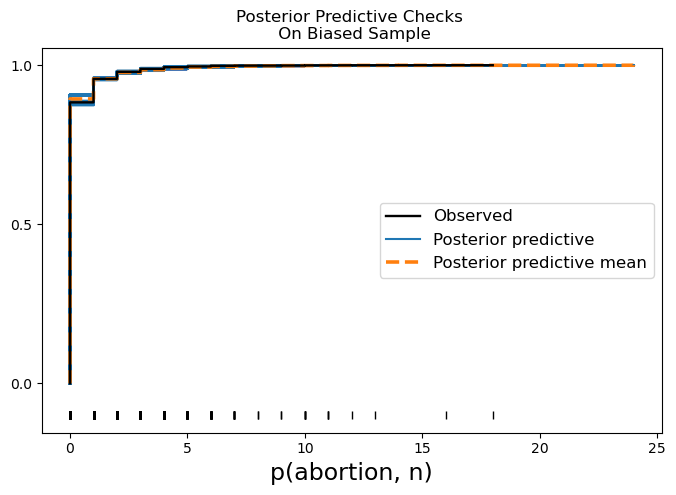 Posterior Predictive Checks
On Biased Sample
1.0
0.5
0.0
Observed
Posterior predictive
Posterior predictive mean
0 5 10 15 20 25
p(abortion, n)